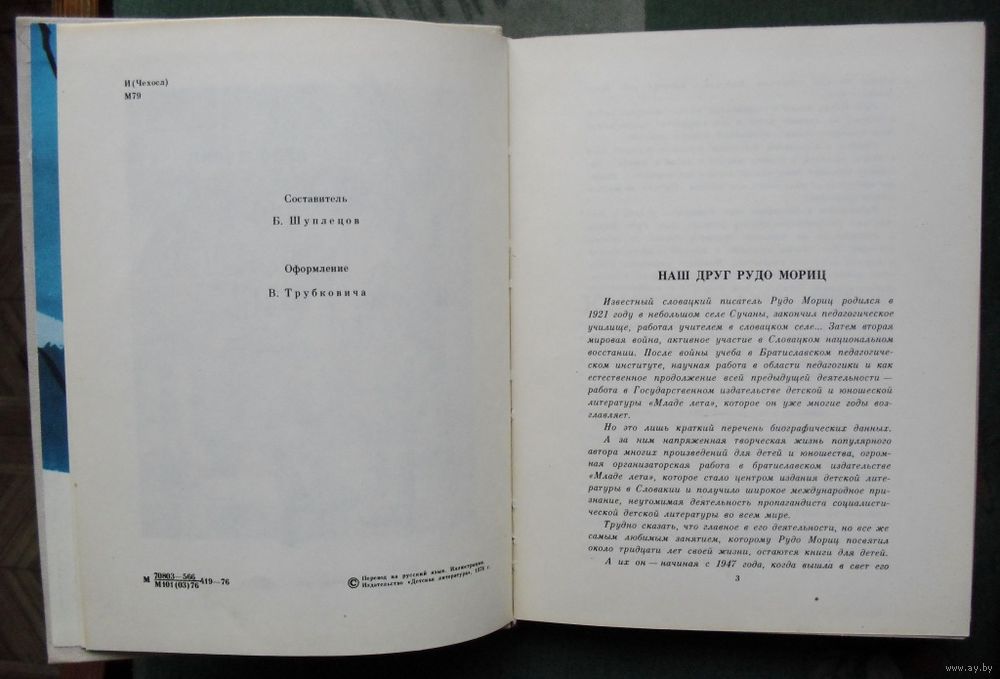 И(Чехосл)
М79
Составитель
Б. Шуплецов
Оформление
В. Трубковича
М 70803—566 419—76
М101(03)76
© Перевод на русский язык. Иллюстрации.
Издательство «Детская литература», 1976 г.
НАШ ДРУГ РУДО МОРИЦ
Известный словацкий писатель Рудо Мориц родился в
1921 году в небольшом селе Сучаны, закончил педагогическое
училище, работал учителем в словацком селе... Затем вторая
мировая война, активное участие в Словацком национальном
восстании. После войны учеба в Братиславском педагогиче-
ском институте, научная работа в области педагогики и как
естественное продолжение всей предыдущей деятельности —
работа в Государственном издательстве детской и юношеской
литературы «Младе лета», которое он уже многие годы воз-
главляет.
Но это лишь краткий перечень биографических данных.
А за ним напряженная творческая жизнь популярного
автора многих произведений для детей и юношества, огром-
ная организаторская работа в братиславском издательстве
«Младе лета», которое стало центром издания детской лите-
ратуры в Словакии и получило широкое международное при-
знание, неутомимая деятельность пропагандиста социалисти-
ческой детской литературы во всем мире.
Трудно сказать, что главное в его деятельности, но все же
самым любимым занятием, которому Рудо Мориц посвятил
около тридцати лет своей жизни, остаются книги для детей.
А их он — начиная с 1947 года, когда вышла в свет его
3
www.ay.by